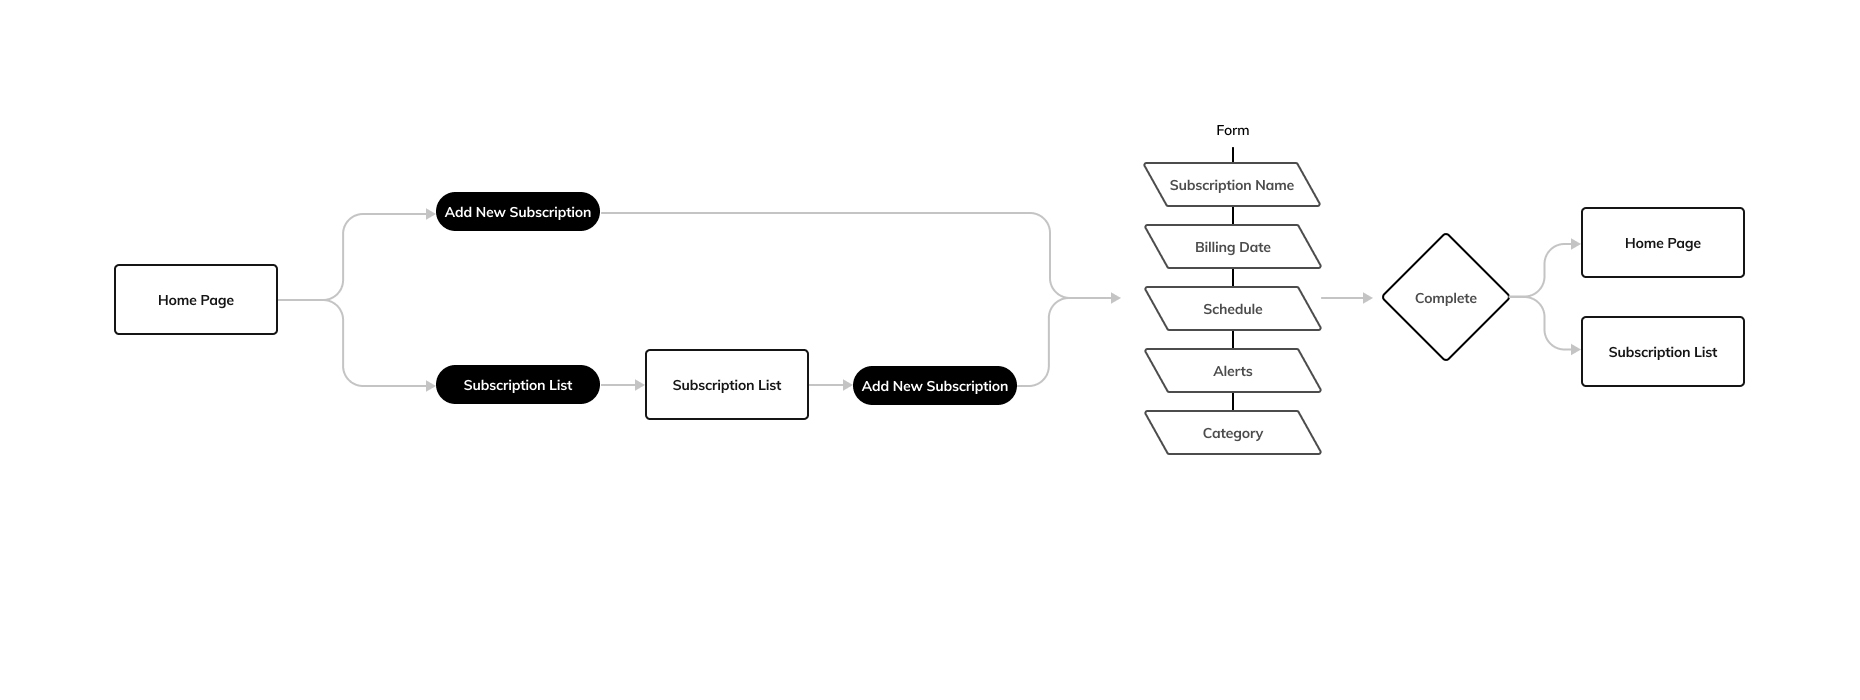 Home Page
Add New Subscription
Subscription List
Subscription List
Add New Subscription
Form
Subscription Name
Billing Date
Schedule
Alerts
Category
Complete
Home Page
Subscription List